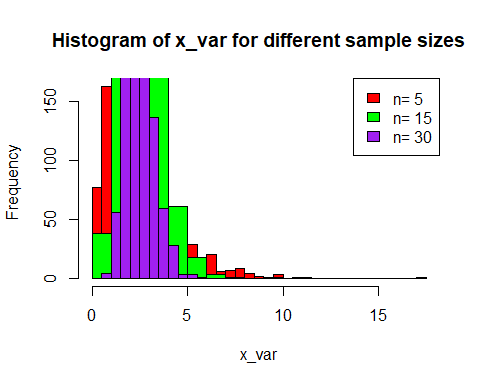 Histogram of x_var for different sample sizes
n= 5
n= 15
n= 30
Frequency
150
100
50
0
0 5 10 15
x_var